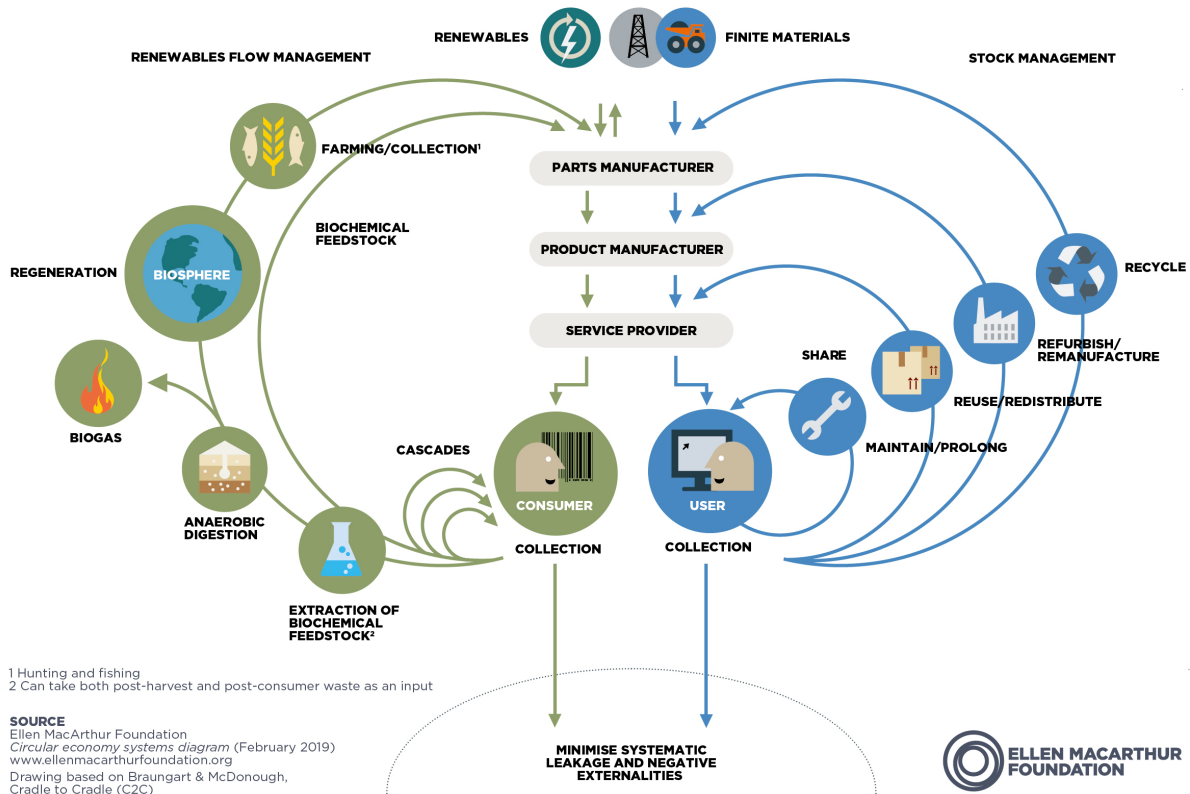 RENEWABLES
FINITE MATERIALS
RENEWABLES FLOW MANAGEMENT
STOCK MANAGEMENT
FARMING/COLLECTION¹
PARTS MANUFACTURER
BIOCHEMICAL
FEEDSTOCK
PRODUCT MANUFACTURER
REGENERATION
BIOSPHERE
RECYCLE
SERVICE PROVIDER
SHARE
REFURBISH/
REMANUFACTURE
REUSE/REDISTRIBUTE
BIOGAS
CASCADES
MAINTAIN/PROLONG
CONSUMER
USER
ANAEROBIC
DIGESTION
COLLECTION
COLLECTION
EXTRACTION OF
BIOCHEMICAL
FEEDSTOCK²
1 Hunting and fishing
2 Can take both post-harvest and post-consumer waste as an input
SOURCE
Ellen MacArthur Foundation
Circular economy systems diagram (February 2019)
www.ellenmacarthurfoundation.org
Drawing based on Braungart & McDonough,
Cradle to Cradle (C2C)
MINIMISE SYSTEMATIC
LEAKAGE AND NEGATIVE
EXTERNALITIES
ELLEN MACARTHUR
FOUNDATION